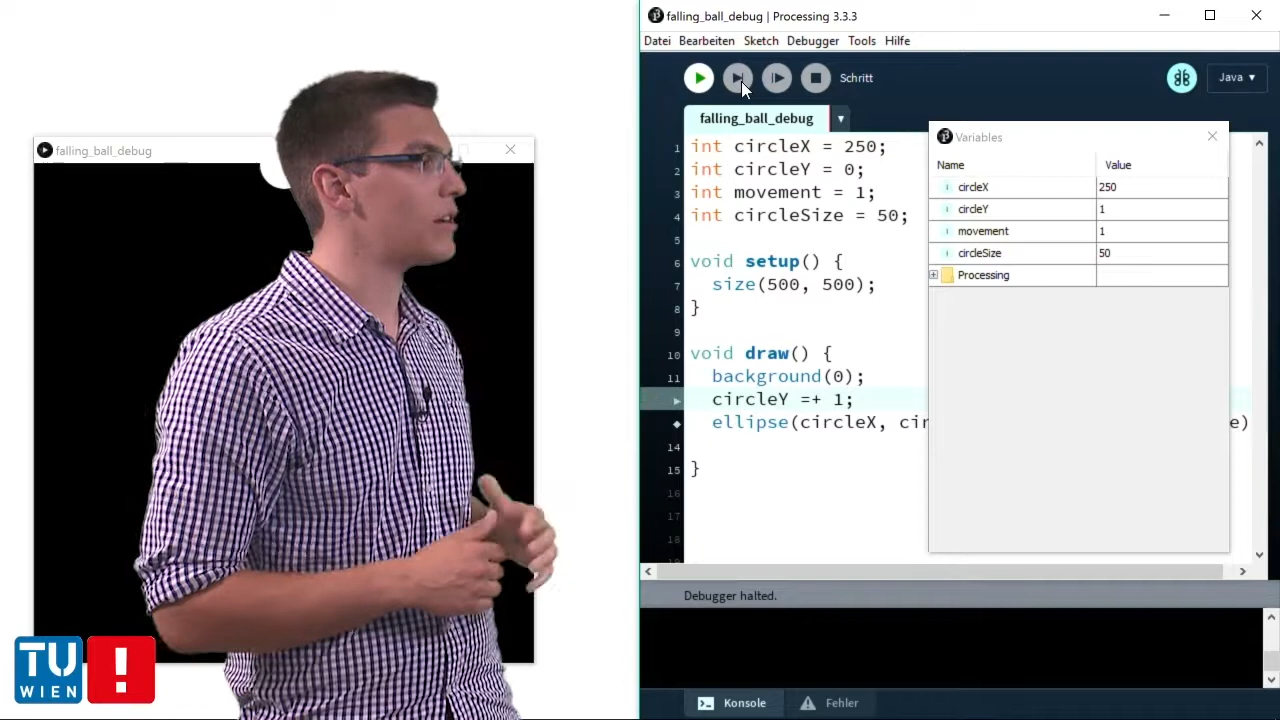 falling_ball_debug | Processing 3.3.3
Datei Bearbeiten Sketch Debugger Tools Hilfe
Schritt
Java ▾
falling_ball_debug ▾
falling_ball_debug
1 int circleX = 250;
2 int circleY = 0;
3 int movement = 1;
4 int circleSize = 50;
5
6 void setup() {
7 size(500, 500);
8 }
9
10 void draw() {
11 background(0);
circleY =+ 1;
ellipse(circleX, cir e)
14
15 }
16
17
18
Variables
Name Value
circleX 250
circleY 1
movement 1
circleSize 50
Processing
Debugger halted.
Konsole Fehler
TU
WIEN !